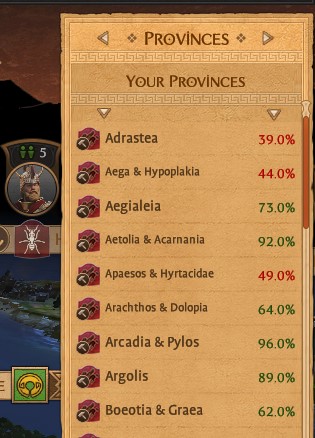 Provinces
Your Provinces
Adrastea 39.0%
Aega & Hypoplakia 44.0%
5
Aegialeia 73.0%
Aetolia & Acarnania 92.0%
Apaesos & Hyrtacidae 49.0%
Arachthos & Dolopia 64.0%
Arcadia & Pylos 96.0%
Argolis 89.0%
Boeotia & Graea 62.0%